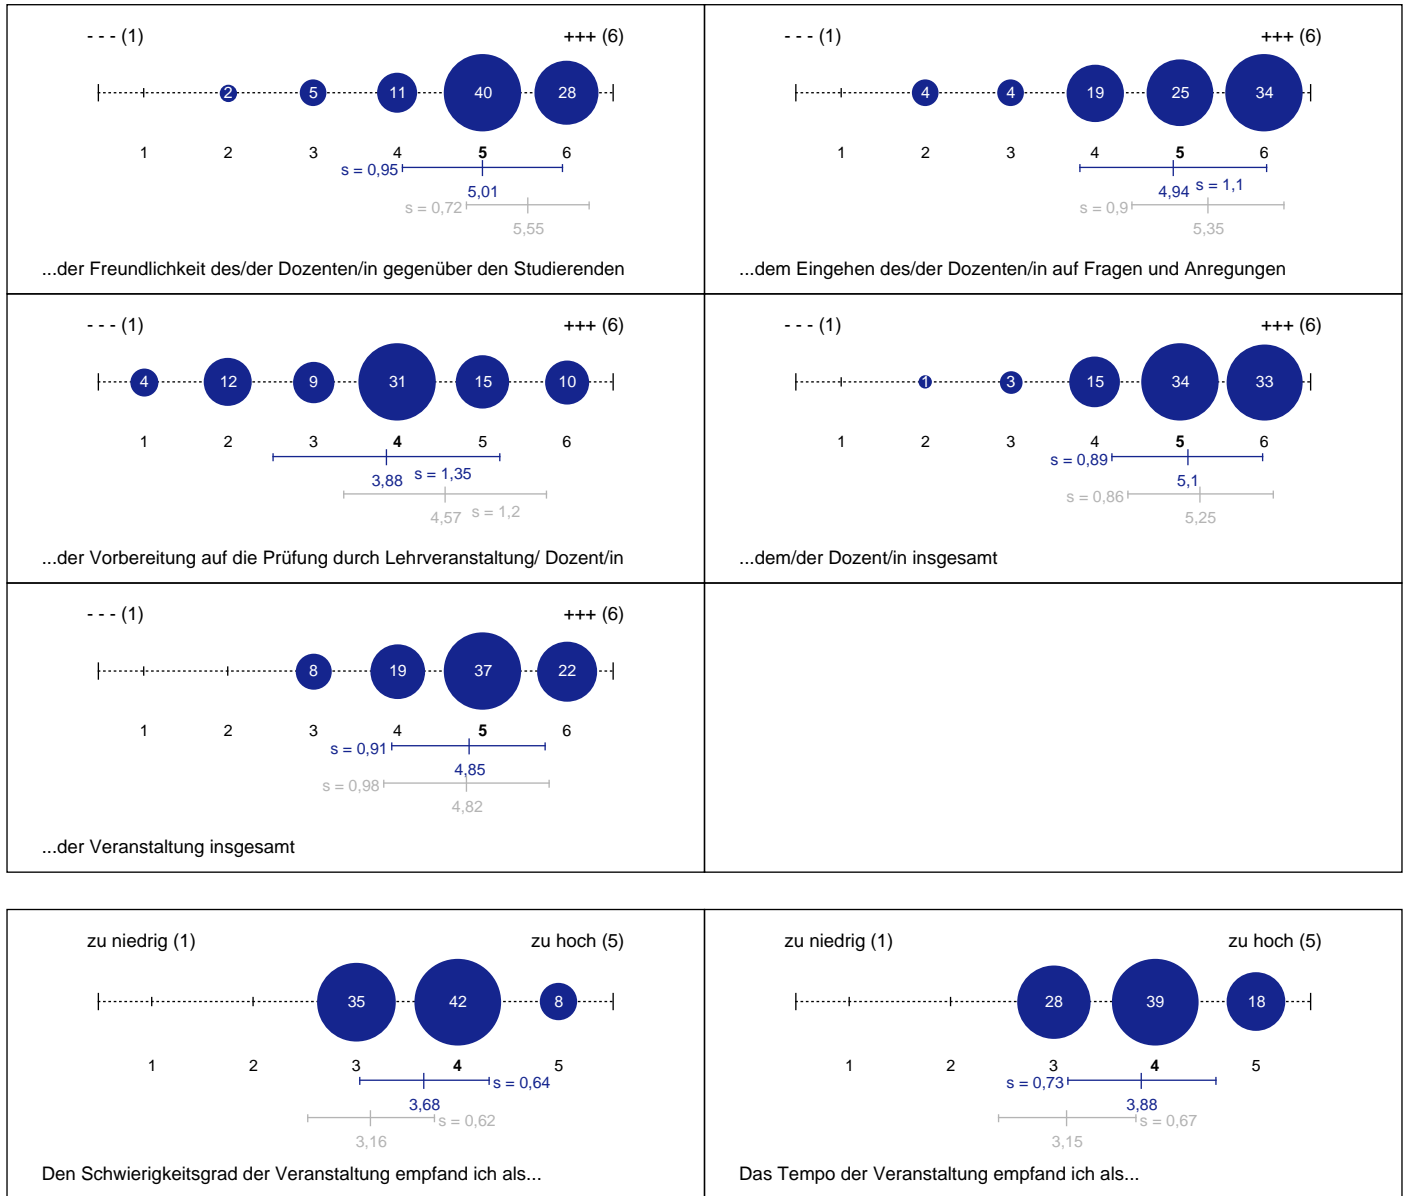 - - - (1) +++ (6)
2 5 11 40 28
1 2 3 4 5 6
s = 0,95
5,01
s = 0,72
5,55
...der Freundlichkeit des/der Dozenten/in gegenüber den Studierenden
- - - (1) +++ (6)
4 4 19 25 34
1 2 3 4 5 6
4,94 s = 1,1
s = 0,9
5,35
...dem Eingehen des/der Dozenten/in auf Fragen und Anregungen
- - - (1) +++ (6)
4 12 9 31 15 10
1 2 3 4 5 6
3,88 s = 1,35
4,57 s = 1,2
...der Vorbereitung auf die Prüfung durch Lehrveranstaltung/ Dozent/in
- - - (1) +++ (6)
1 3 15 34 33
1 2 3 4 5 6
s = 0,89
5,1
s = 0,86
5,25
...dem/der Dozent/in insgesamt
- - - (1) +++ (6)
8 19 37 22
1 2 3 4 5 6
s = 0,91
4,85
s = 0,98
4,82
...der Veranstaltung insgesamt
zu niedrig (1) zu hoch (5)
35 42 8
1 2 3 4 5
s = 0,64
3,68
s = 0,62
3,16
Den Schwierigkeitsgrad der Veranstaltung empfand ich als...
zu niedrig (1) zu hoch (5)
28 39 18
1 2 3 4 5
s = 0,73
3,88
s = 0,67
3,15
Das Tempo der Veranstaltung empfand ich als...